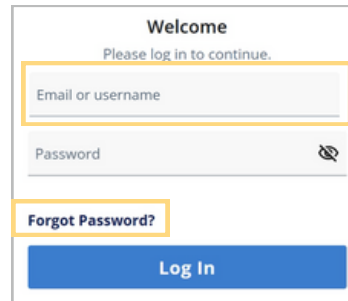 Welcome
Please log in to continue.
Email or username
Password
Forgot Password?
Log In